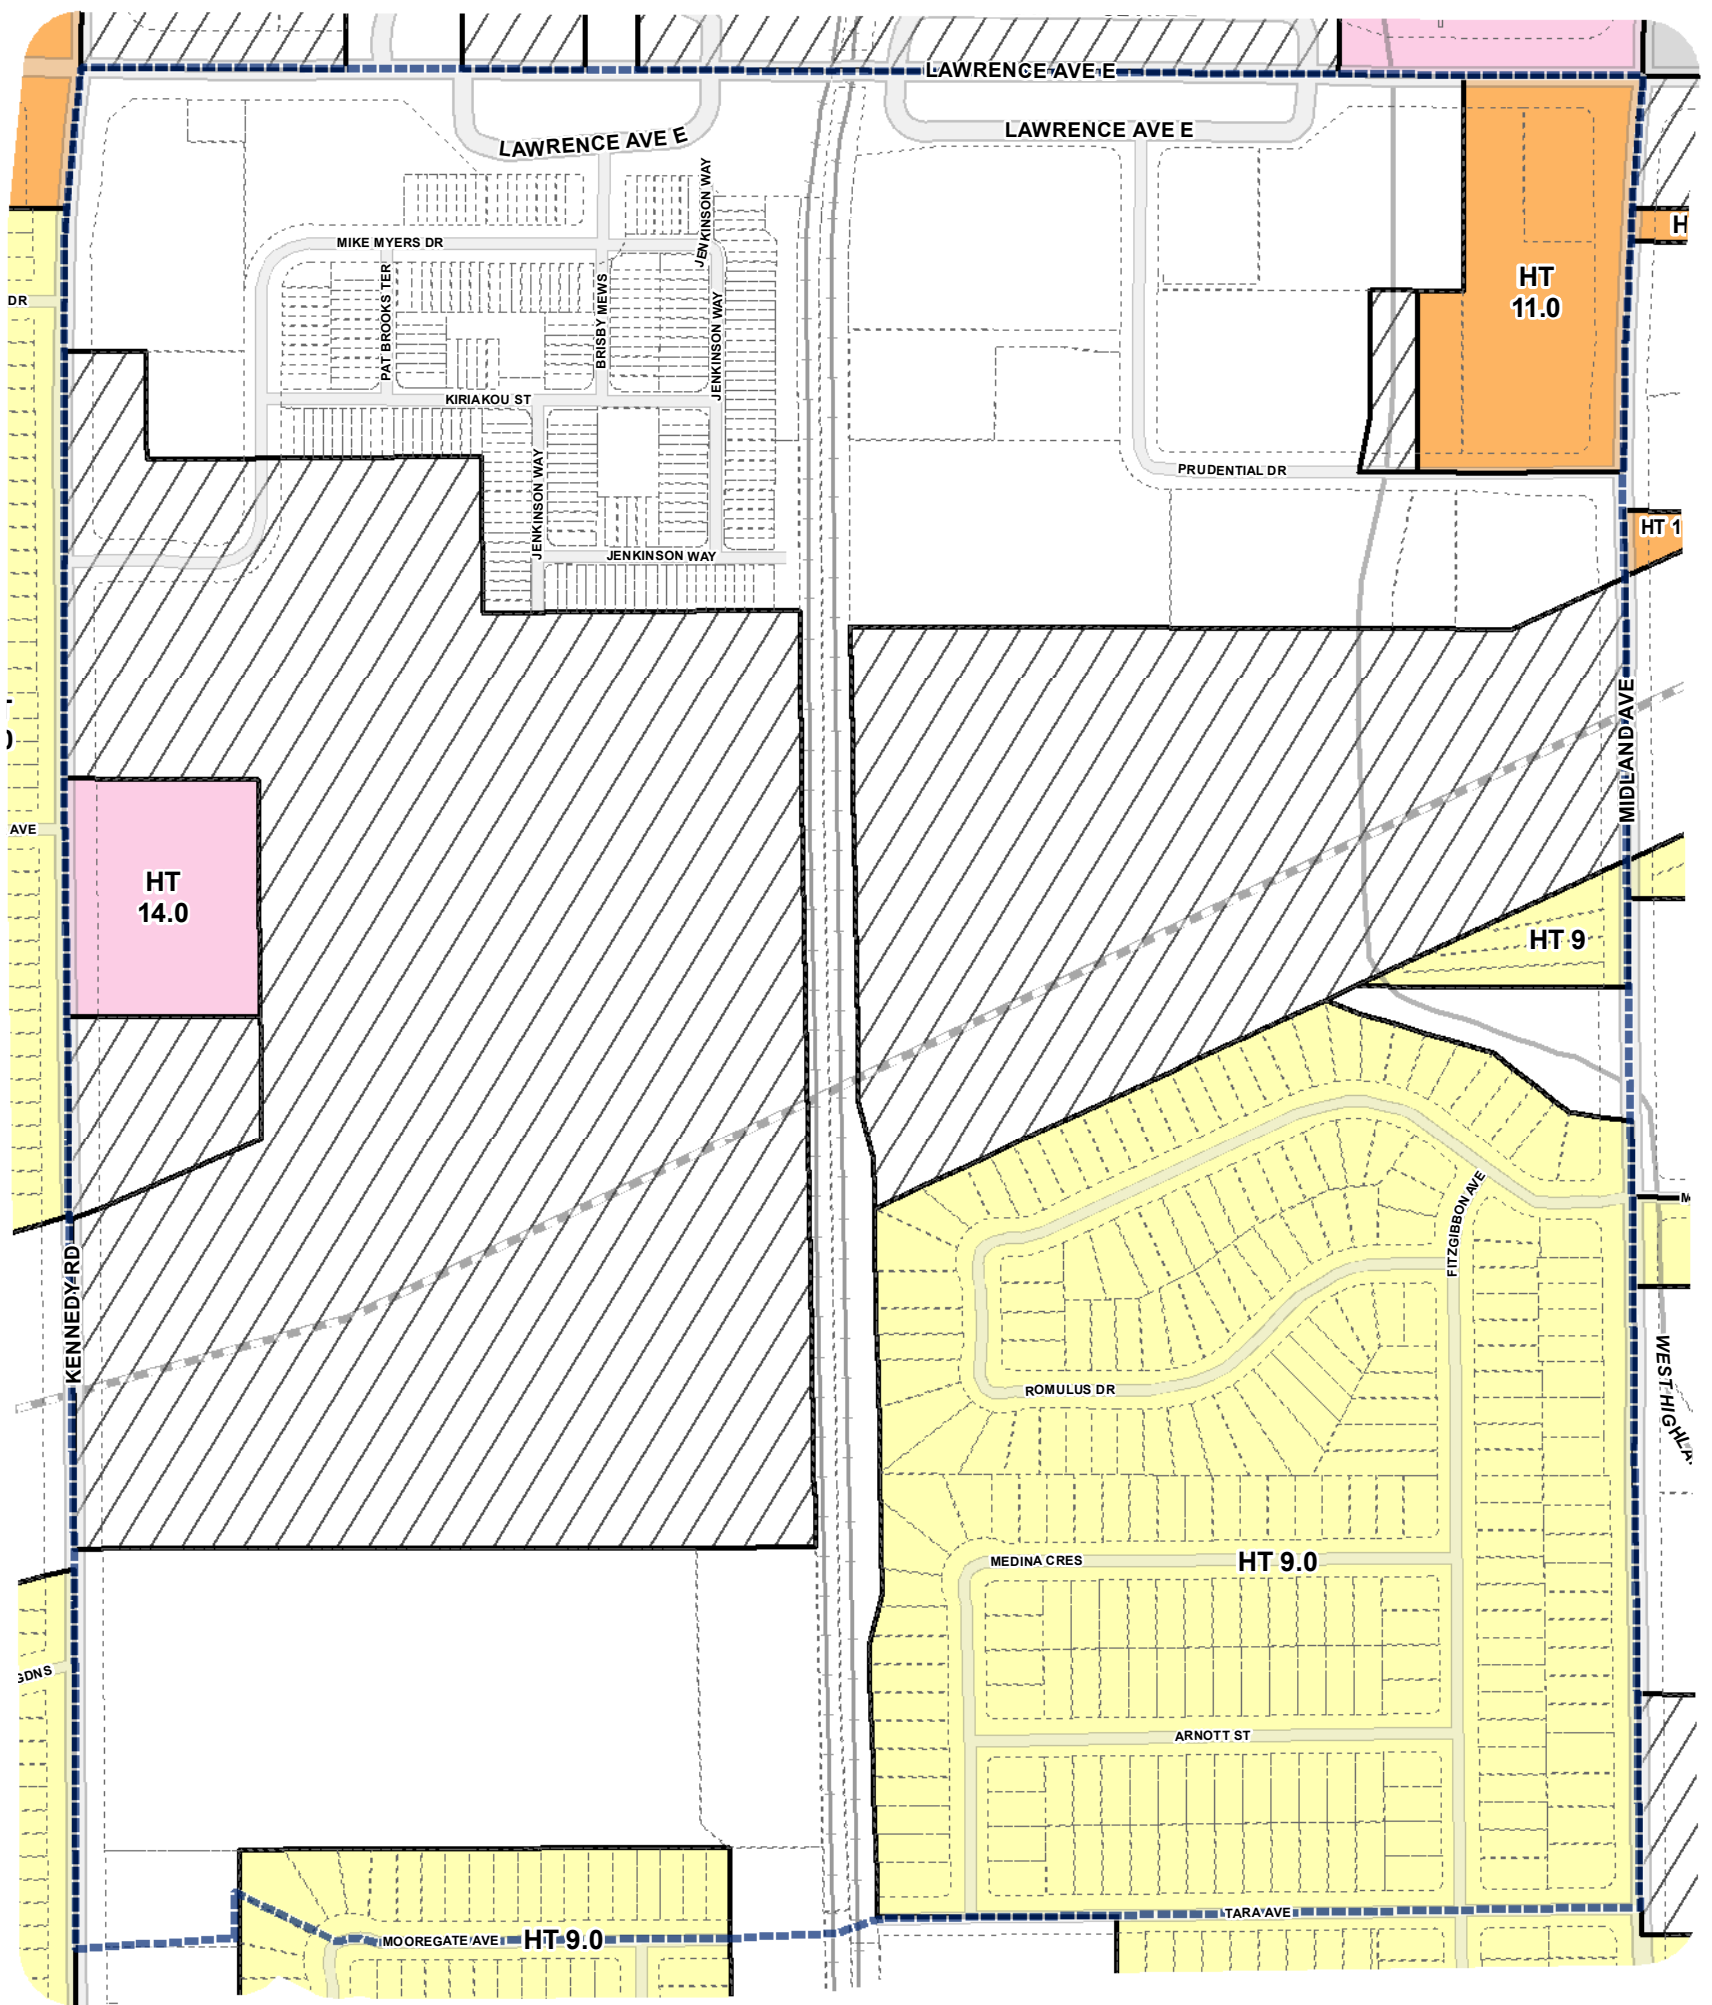 LAWRENCE AVE E
LAWRENCE AVE E
LAWRENCE AVE E
JENKINSON WAY
H
MIKE MYERS DR
HT
11.0
DR
PAT BROOKS TER
BRISBY MEWS
JENKINSON WAY
KIRIAKOU ST
PRUDENTIAL DR
JENKINSON WAY
HT 1
JENKINSON WAY
MIDLAND AVE
AVE
HT
14.0
HT 9
FITZGIBBON AVE
M
KENNEDY RD
ROMULUS DR
WEST HIGHLA
MEDINA CRES
HT 9.0
GDNS
ARNOTT ST
TARA AVE
MOOREGATE AVE
HT 9.0